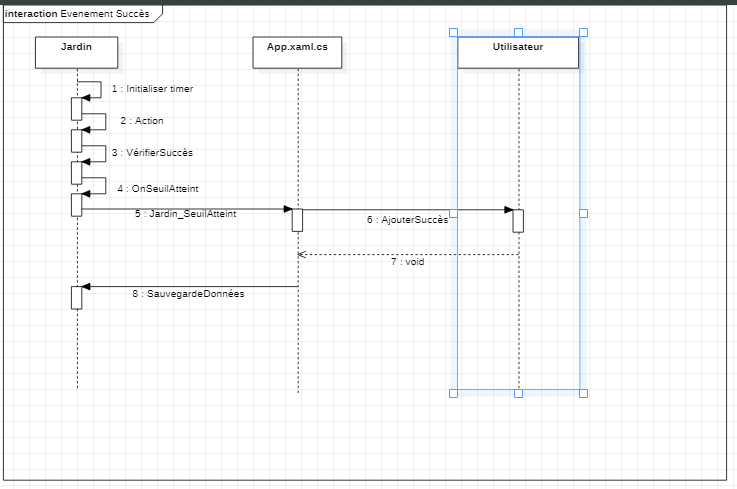 interaction Evenement Succès
Jardin
App.xaml.cs
Utilisateur
1 : Initialiser timer
2 : Action
3 : VérifierSuccès
4 : OnSeuilAtteint
5 : Jardin_SeuilAtteint
6 : AjouterSuccès
7 : void
8 : SauvegardeDonnées